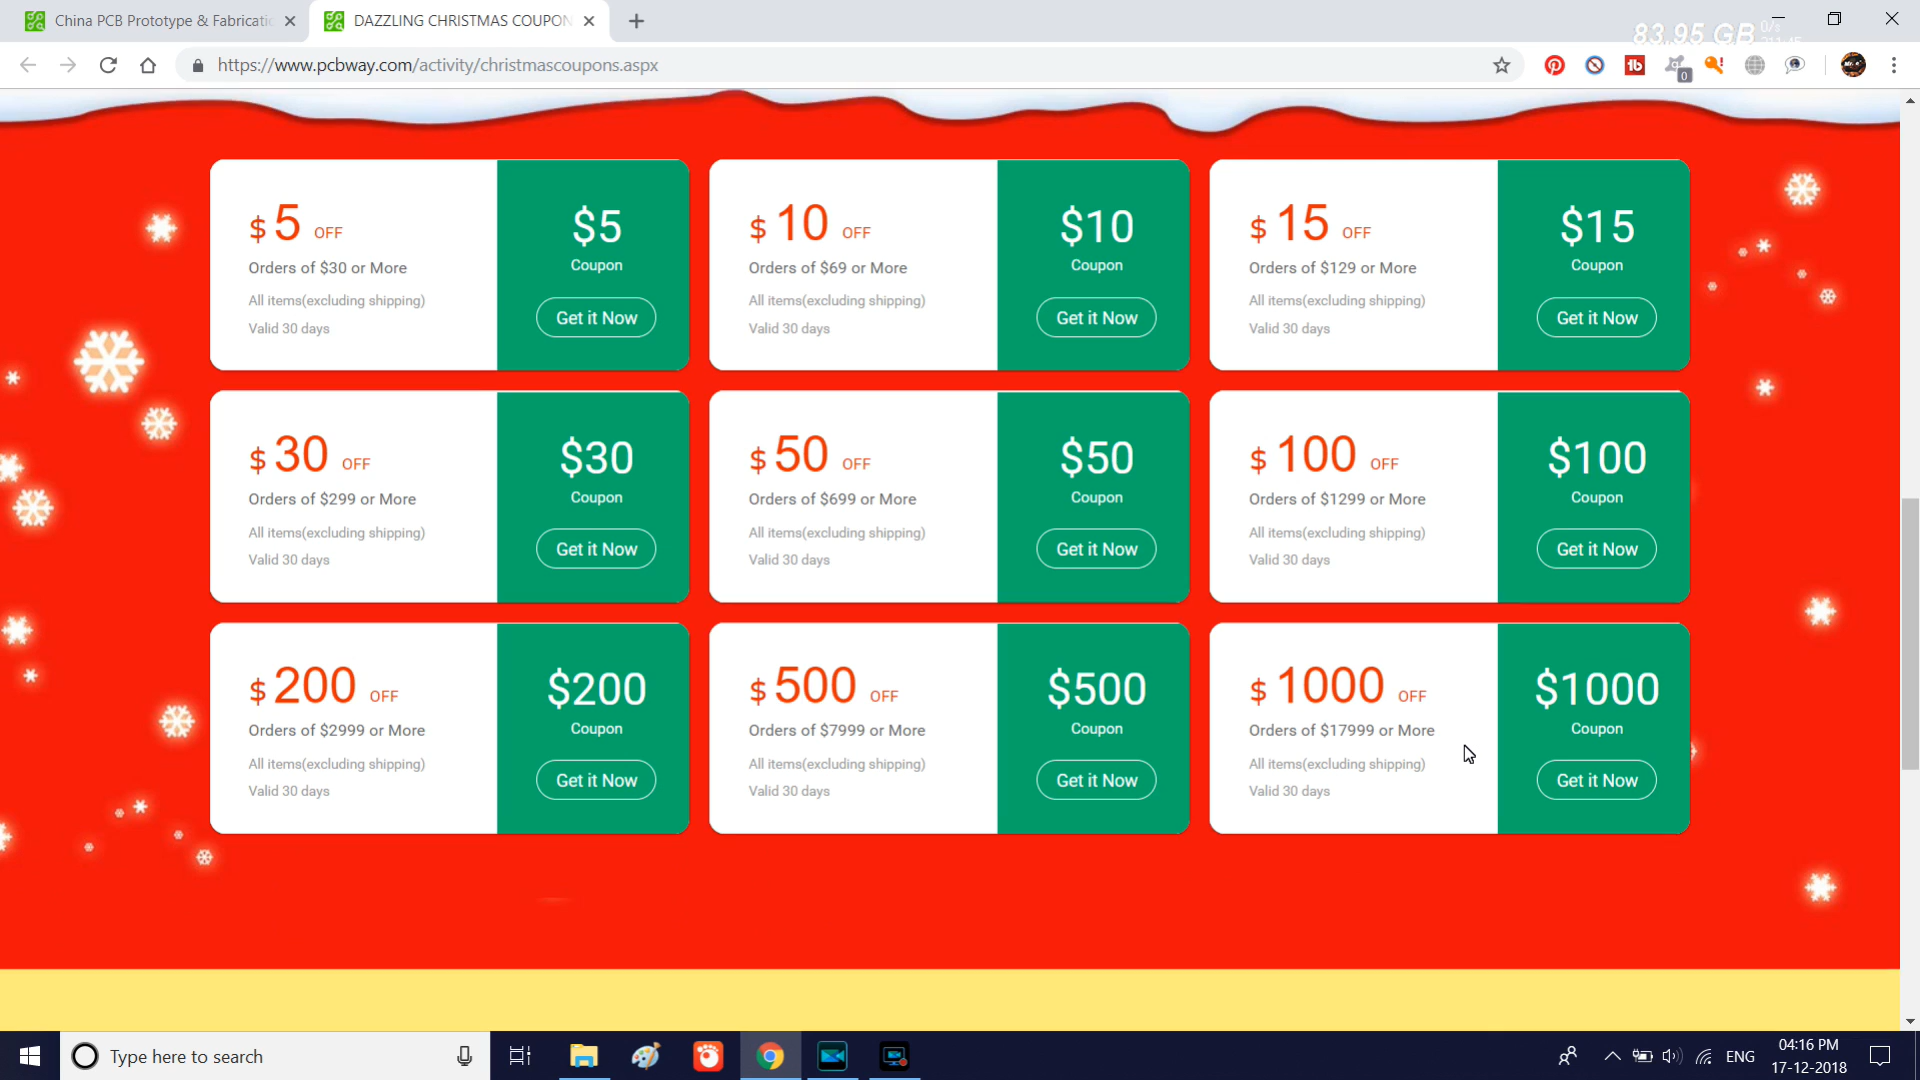 China PCB Prototype & Fabricatio
DAZZLING CHRISTMAS COUPON
83.95 GB
0%
https://www.pcbway.com/activity/christmascoupons.aspx
0
$ 5 OFF
Orders of $30 or More
All items(excluding shipping)
Valid 30 days
$5
Coupon
Get it Now
$ 10 OFF
Orders of $69 or More
All items(excluding shipping)
Valid 30 days
$10
Coupon
Get it Now
$ 15 OFF
Orders of $129 or More
All items(excluding shipping)
Valid 30 days
$15
Coupon
Get it Now
$ 30 OFF
Orders of $299 or More
All items(excluding shipping)
Valid 30 days
$30
Coupon
Get it Now
$ 50 OFF
Orders of $699 or More
All items(excluding shipping)
Valid 30 days
$50
Coupon
Get it Now
$ 100 OFF
Orders of $1299 or More
All items(excluding shipping)
Valid 30 days
$100
Coupon
Get it Now
$ 200 OFF
Orders of $2999 or More
All items(excluding shipping)
Valid 30 days
$200
Coupon
Get it Now
$ 500 OFF
Orders of $7999 or More
All items(excluding shipping)
Valid 30 days
$500
Coupon
Get it Now
$ 1000 OFF
Orders of $17999 or More
All items(excluding shipping)
Valid 30 days
$1000
Coupon
Get it Now
Type here to search
ENG
04:16 PM
17-12-2018